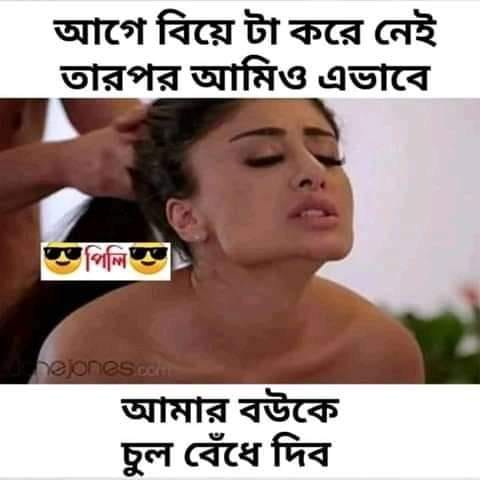 আগে বিয়ে টা করে নেই
তারপর আমিও এভাবে
😎পিলি😎
আমার বউকে
চুল বেঁধে দিব